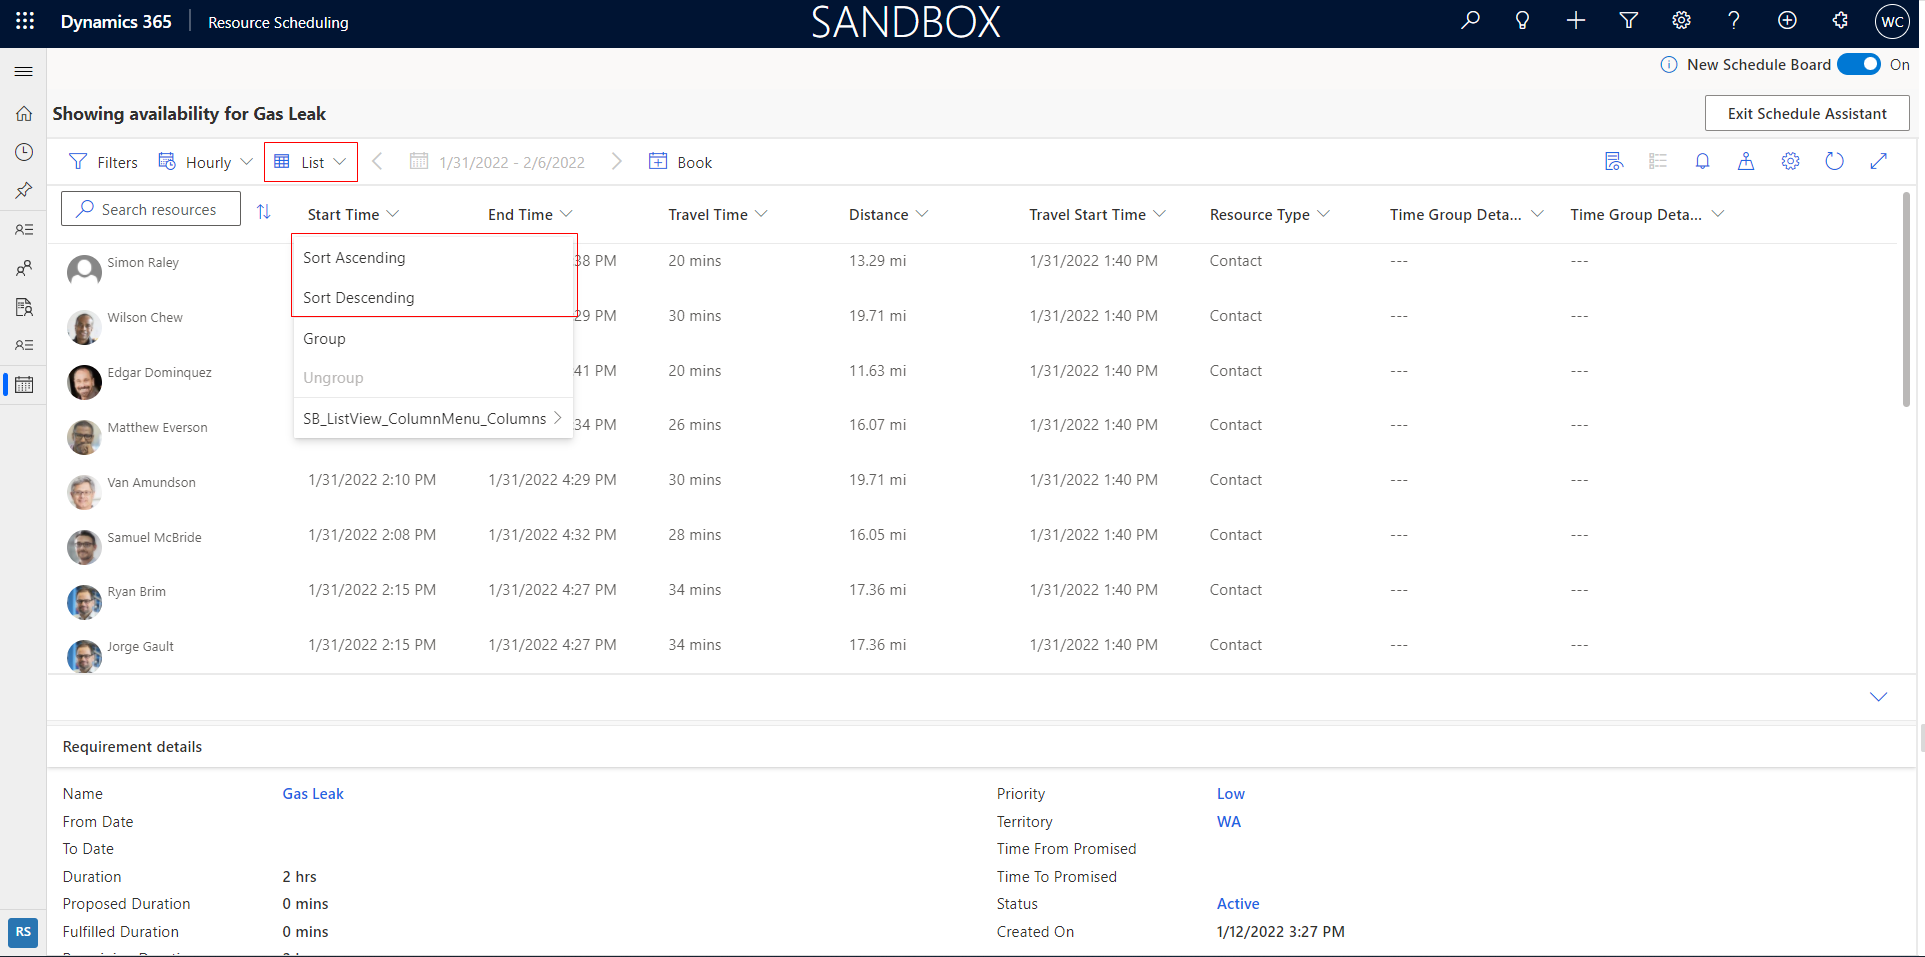 Dynamics 365 Resource Scheduling SANDBOX WC
New Schedule Board On
Showing availability for Gas Leak Exit Schedule Assistant
Filters Hourly List 1/31/2022 - 2/6/2022 Book
Search resources Start Time End Time Travel Time Distance Travel Start Time Resource Type Time Group Deta... Time Group Deta...
Sort Ascending
Sort Descending
Group
Ungroup
SB_ListView_ColumnMenu_Columns
Simon Raley 38 PM 20 mins 13.29 mi 1/31/2022 1:40 PM Contact --- ---
Wilson Chew 29 PM 30 mins 19.71 mi 1/31/2022 1:40 PM Contact --- ---
Edgar Dominquez 41 PM 20 mins 11.63 mi 1/31/2022 1:40 PM Contact --- ---
Matthew Everson 34 PM 26 mins 16.07 mi 1/31/2022 1:40 PM Contact --- ---
Van Amundson 1/31/2022 2:10 PM 1/31/2022 4:29 PM 30 mins 19.71 mi 1/31/2022 1:40 PM Contact --- ---
Samuel McBride 1/31/2022 2:08 PM 1/31/2022 4:32 PM 28 mins 16.05 mi 1/31/2022 1:40 PM Contact --- ---
Ryan Brim 1/31/2022 2:15 PM 1/31/2022 4:27 PM 34 mins 17.36 mi 1/31/2022 1:40 PM Contact --- ---
Jorge Gault 1/31/2022 2:15 PM 1/31/2022 4:27 PM 34 mins 17.36 mi 1/31/2022 1:40 PM Contact --- ---
Requirement details
Name Gas Leak Priority Low
From Date Territory WA
To Date Time From Promised
Duration 2 hrs Time To Promised
Proposed Duration 0 mins Status Active
RS Fulfilled Duration 0 mins Created On 1/12/2022 3:27 PM